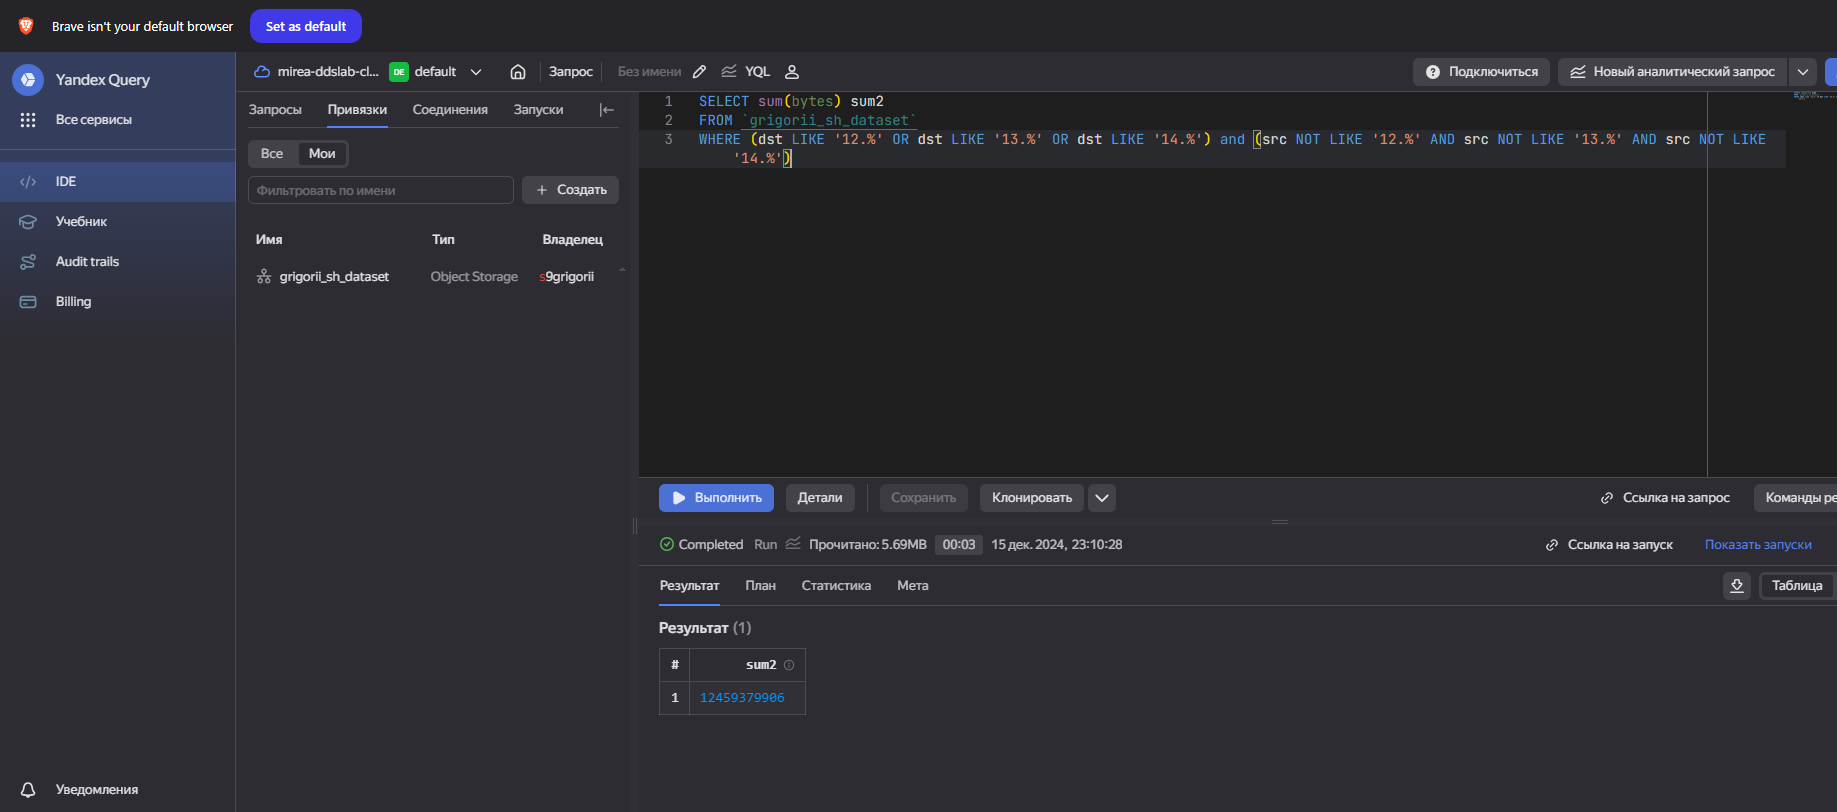 Brave isn't your default browser
Set as default
Yandex Query
Все сервисы
IDE
Учебник
Audit trails
Billing
Уведомления
mirea-ddslab-cl...
DE
default
Запрос
Без имени
YQL
Подключиться
Новый аналитический запрос
Запросы
Привязки
Соединения
Запуски
Все
Мои
Фильтровать по имени
Создать
Имя
Тип
Владелец
grigorii_sh_dataset
Object Storage
s9grigorii
1 SELECT sum(bytes) sum2
2 FROM `grigorii_sh_dataset`
3 WHERE (dst LIKE '12.%' OR dst LIKE '13.%' OR dst LIKE '14.%') and (src NOT LIKE '12.%' AND src NOT LIKE '13.%' AND src NOT LIKE
'14.%')
Выполнить
Детали
Сохранить
Клонировать
Ссылка на запрос
Команды ре
Completed
Run
Прочитано: 5.69MB
00:03
15 дек. 2024, 23:10:28
Ссылка на запуск
Показать запуски
Результат
План
Статистика
Мета
Таблица
Результат (1)
# sum2
1 12459379906